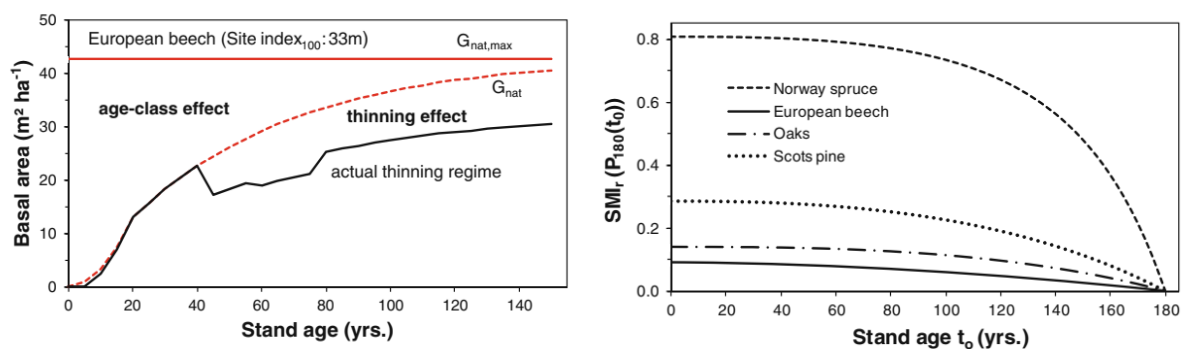 European beech (Site index₁₀₀: 33m)
G_nat,max
G_nat
age-class effect
thinning effect
actual thinning regime
Basal area (m² ha⁻¹)
50
40
30
20
10
0
0 20 40 60 80 100 120 140
Stand age (yrs.)
SMIᵣ (P₁₈₀(t₀))
0.8
0.6
0.4
0.2
0.0
Norway spruce
European beech
Oaks
Scots pine
0 20 40 60 80 100 120 140 160 180
Stand age tₒ (yrs.)